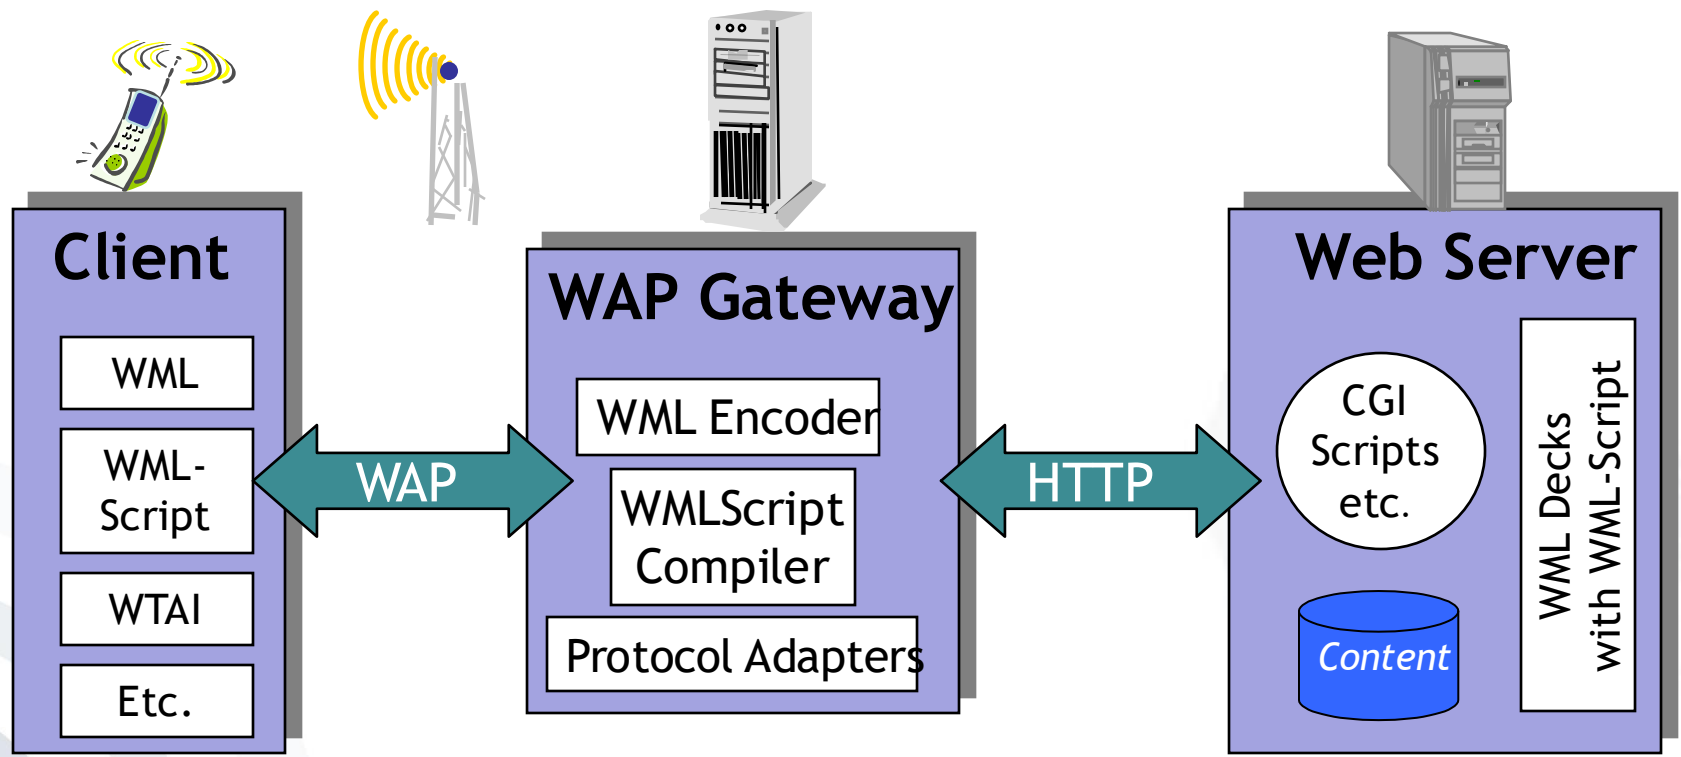 Client
WML
WML-
Script
WTAI
Etc.
WAP
WAP Gateway
WML Encoder
WMLScript
Compiler
Protocol Adapters
HTTP
Web Server
CGI
Scripts
etc.
Content
WML Decks
with WML-Script